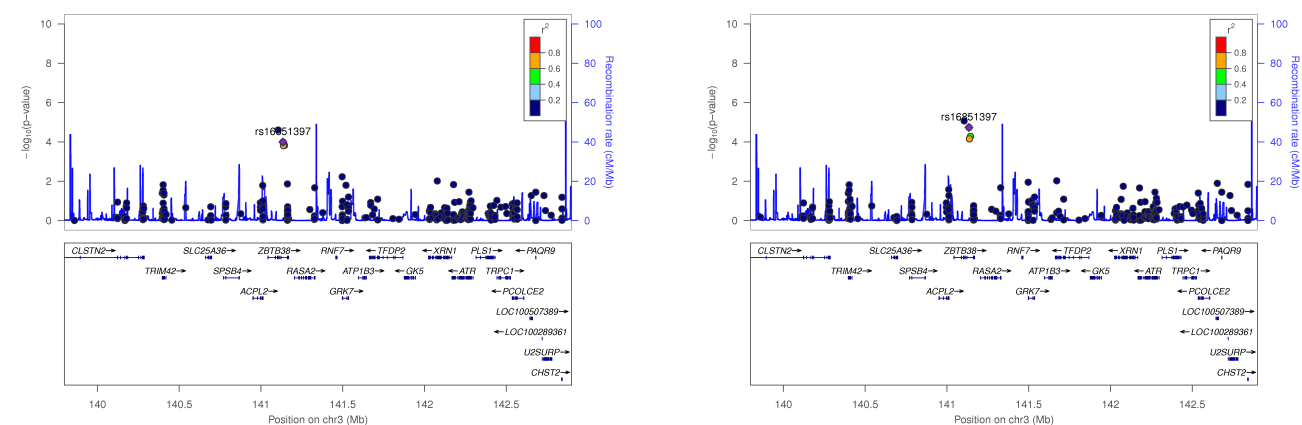 10
8
6
4
2
0
−log10(p−value)
100
80
60
40
20
0
Recombination rate (cM/Mb)
r2
0.8
0.6
0.4
0.2
rs16851397
CLSTN2→
SLC25A36→
ZBTB38→
RNF7→
←TFDP2
←XRN1
PLS1→
←PAQR9
TRIM42→
SPSB4→
RASA2→
ATP1B3→
←GK5
←ATR
TRPC1→
ACPL2→
GRK7→
←PCOLCE2
LOC100507389→
←LOC100289361
U2SURP→
CHST2→
140
140.5
141
141.5
142
142.5
Position on chr3 (Mb)
10
8
6
4
2
0
−log10(p−value)
100
80
60
40
20
0
Recombination rate (cM/Mb)
r2
0.8
0.6
0.4
0.2
rs16851397
CLSTN2→
SLC25A36→
ZBTB38→
RNF7→
←TFDP2
←XRN1
PLS1→
←PAQR9
TRIM42→
SPSB4→
RASA2→
ATP1B3→
←GK5
←ATR
TRPC1→
ACPL2→
GRK7→
←PCOLCE2
LOC100507389→
←LOC100289361
U2SURP→
CHST2→
140
140.5
141
141.5
142
142.5
Position on chr3 (Mb)